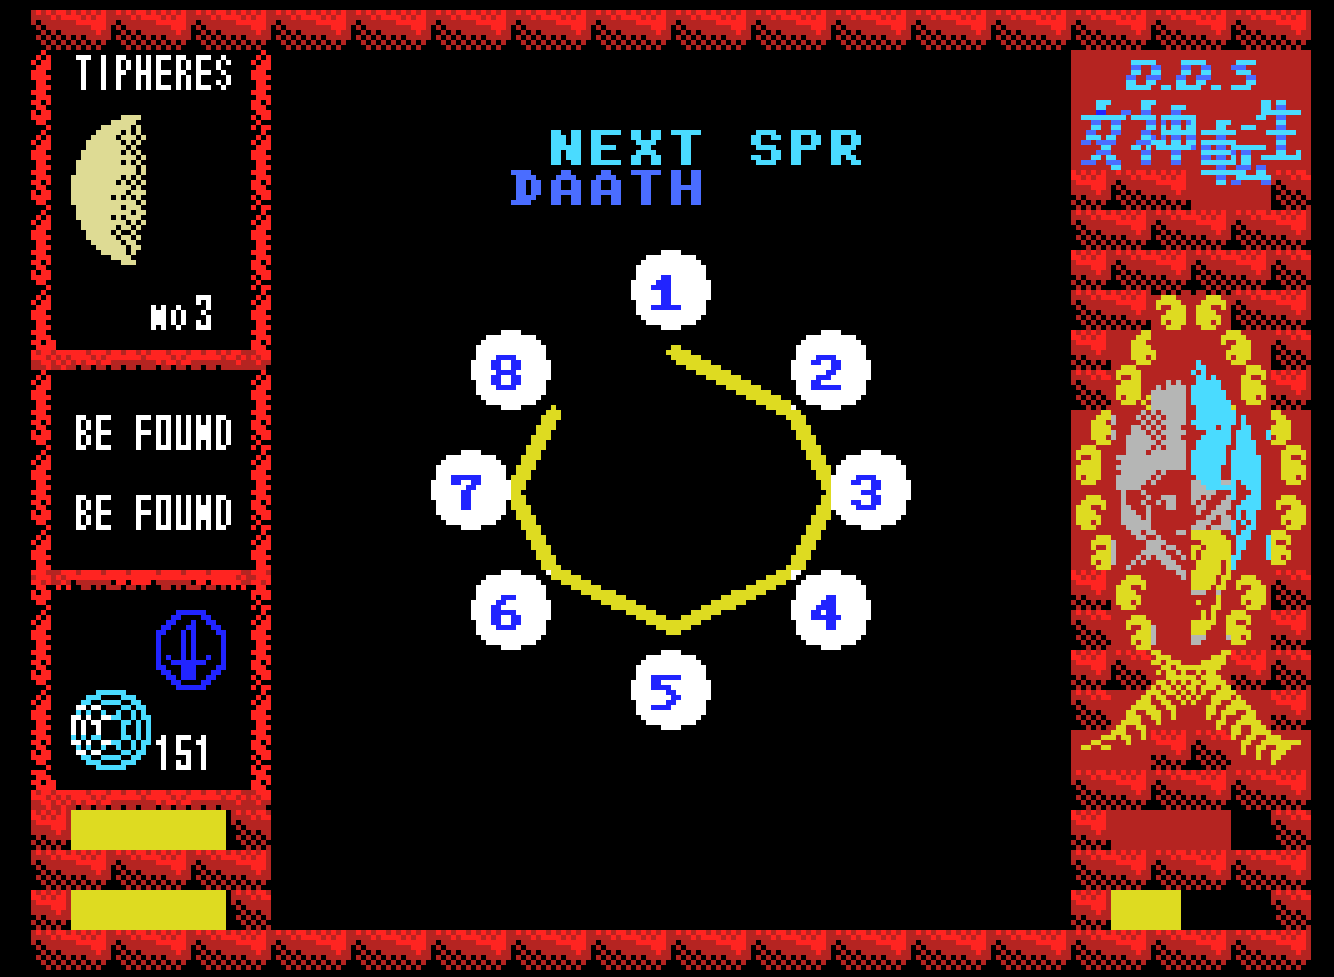 TIPHERES
No3
BE FOUND
BE FOUND
151
NEXT SPR
DAATH
1
2
3
4
5
6
7
8
D.D.S
女神転生